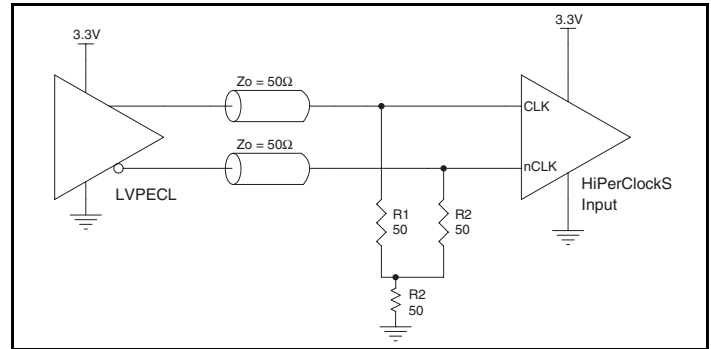 3.3V
3.3V
Zo = 50Ω
CLK
Zo = 50Ω
nCLK
LVPECL
HiPerClockS
Input
R1
50
R2
50
R2
50